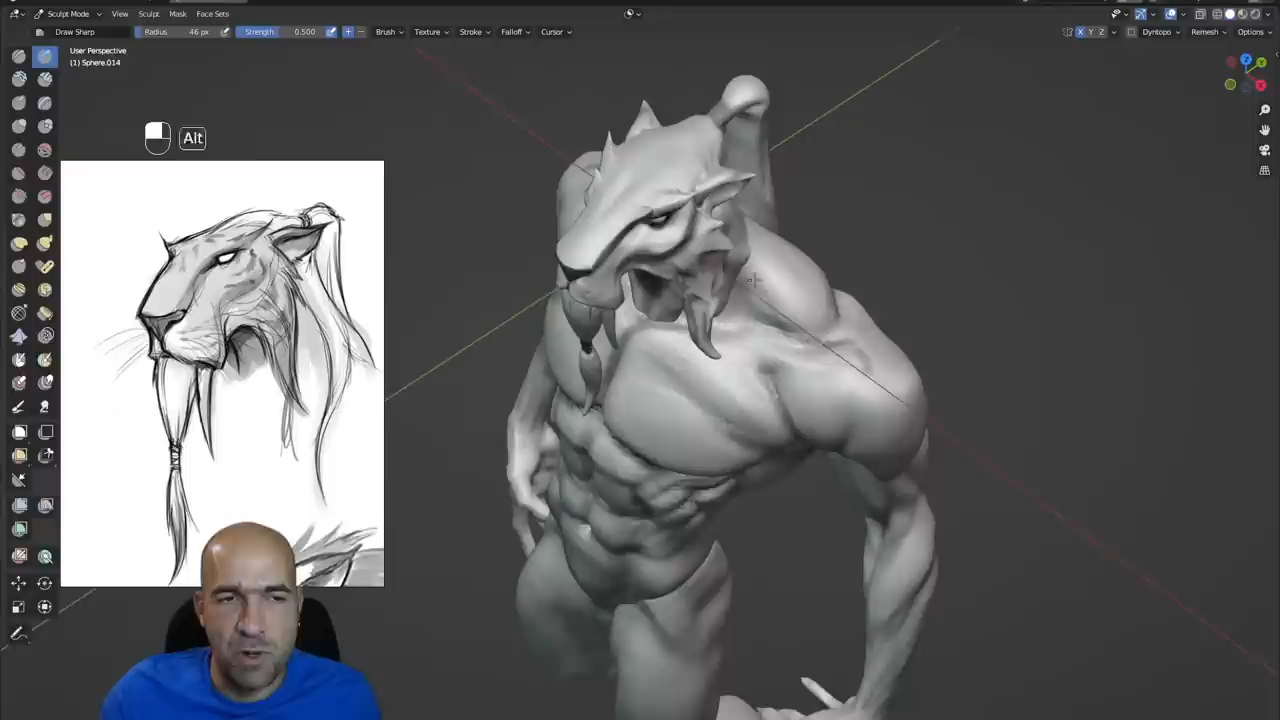 Sculpt Mode View Sculpt Mask Face Sets
Draw Sharp Radius 46 px Strength 0.500 Brush Texture Stroke Falloff Cursor X Y Z Dyntopo Remesh Options
User Perspective
(1) Sphere.014
Alt
Z Y
X